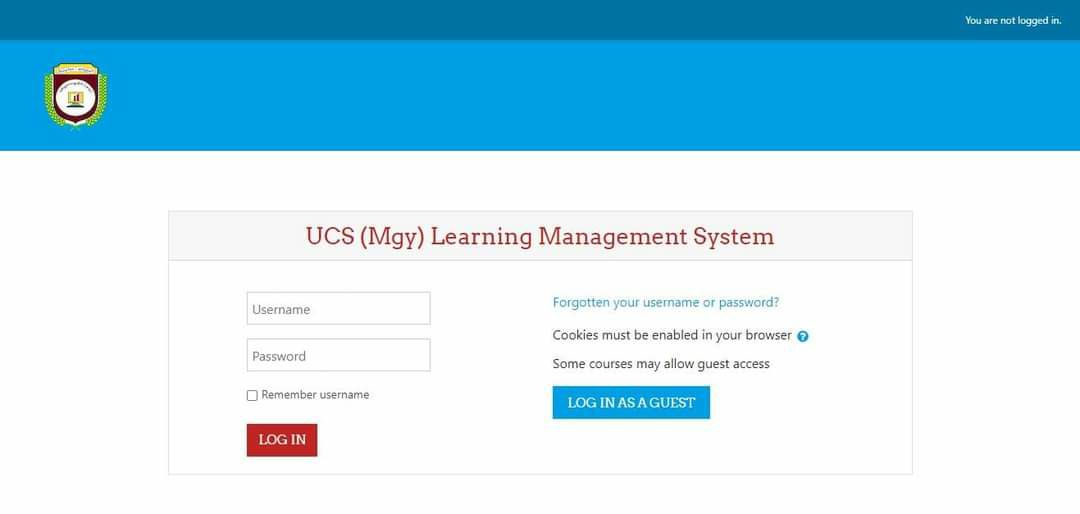 You are not logged in.
UCS (Mgy) Learning Management System
Username
Password
Remember username
LOG IN
Forgotten your username or password?
Cookies must be enabled in your browser
Some courses may allow guest access
LOG IN AS A GUEST